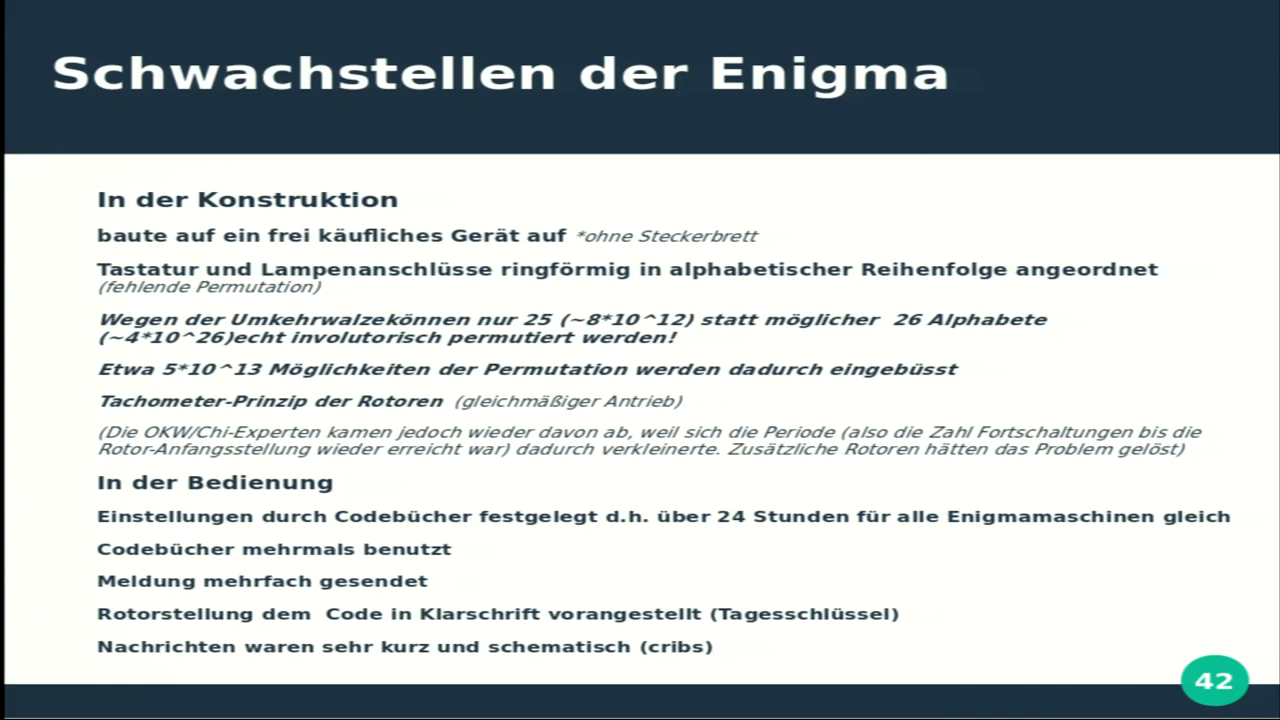 Schwachstellen der Enigma
In der Konstruktion
baute auf ein frei käufliches Gerät auf *ohne Steckerbrett
Tastatur und Lampenanschlüsse ringförmig in alphabetischer Reihenfolge angeordnet
(fehlende Permutation)
Wegen der Umkehrwalzekönnen nur 25 (~8*10^12) statt möglicher  26 Alphabete
(~4*10^26)echt involutorisch permutiert werden!
Etwa 5*10^13 Möglichkeiten der Permutation werden dadurch eingebüsst
Tachometer-Prinzip der Rotoren (gleichmäßiger Antrieb)
(Die OKW/Chi-Experten kamen jedoch wieder davon ab, weil sich die Periode (also die Zahl Fortschaltungen bis die
Rotor-Anfangsstellung wieder erreicht war) dadurch verkleinerte. Zusätzliche Rotoren hätten das Problem gelöst)
In der Bedienung
Einstellungen durch Codebücher festgelegt d.h. über 24 Stunden für alle Enigmamaschinen gleich
Codebücher mehrmals benutzt
Meldung mehrfach gesendet
Rotorstellung dem  Code in Klarschrift vorangestellt (Tagesschlüssel)
Nachrichten waren sehr kurz und schematisch (cribs)
42